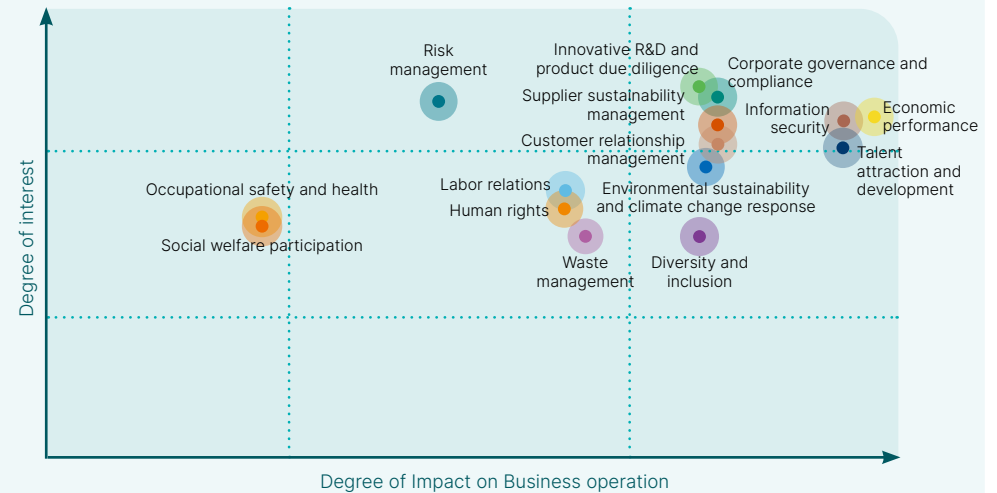 Risk
management
Innovative R&D and
product due diligence
Corporate governance and
compliance
Supplier sustainability
management
Information
security
Economic
performance
Customer relationship
management
Talent
attraction and
development
Occupational safety and health
Labor relations
Environmental sustainability
and climate change response
Human rights
Social welfare participation
Waste
management
Diversity and
inclusion
Degree of interest
Degree of Impact on Business operation